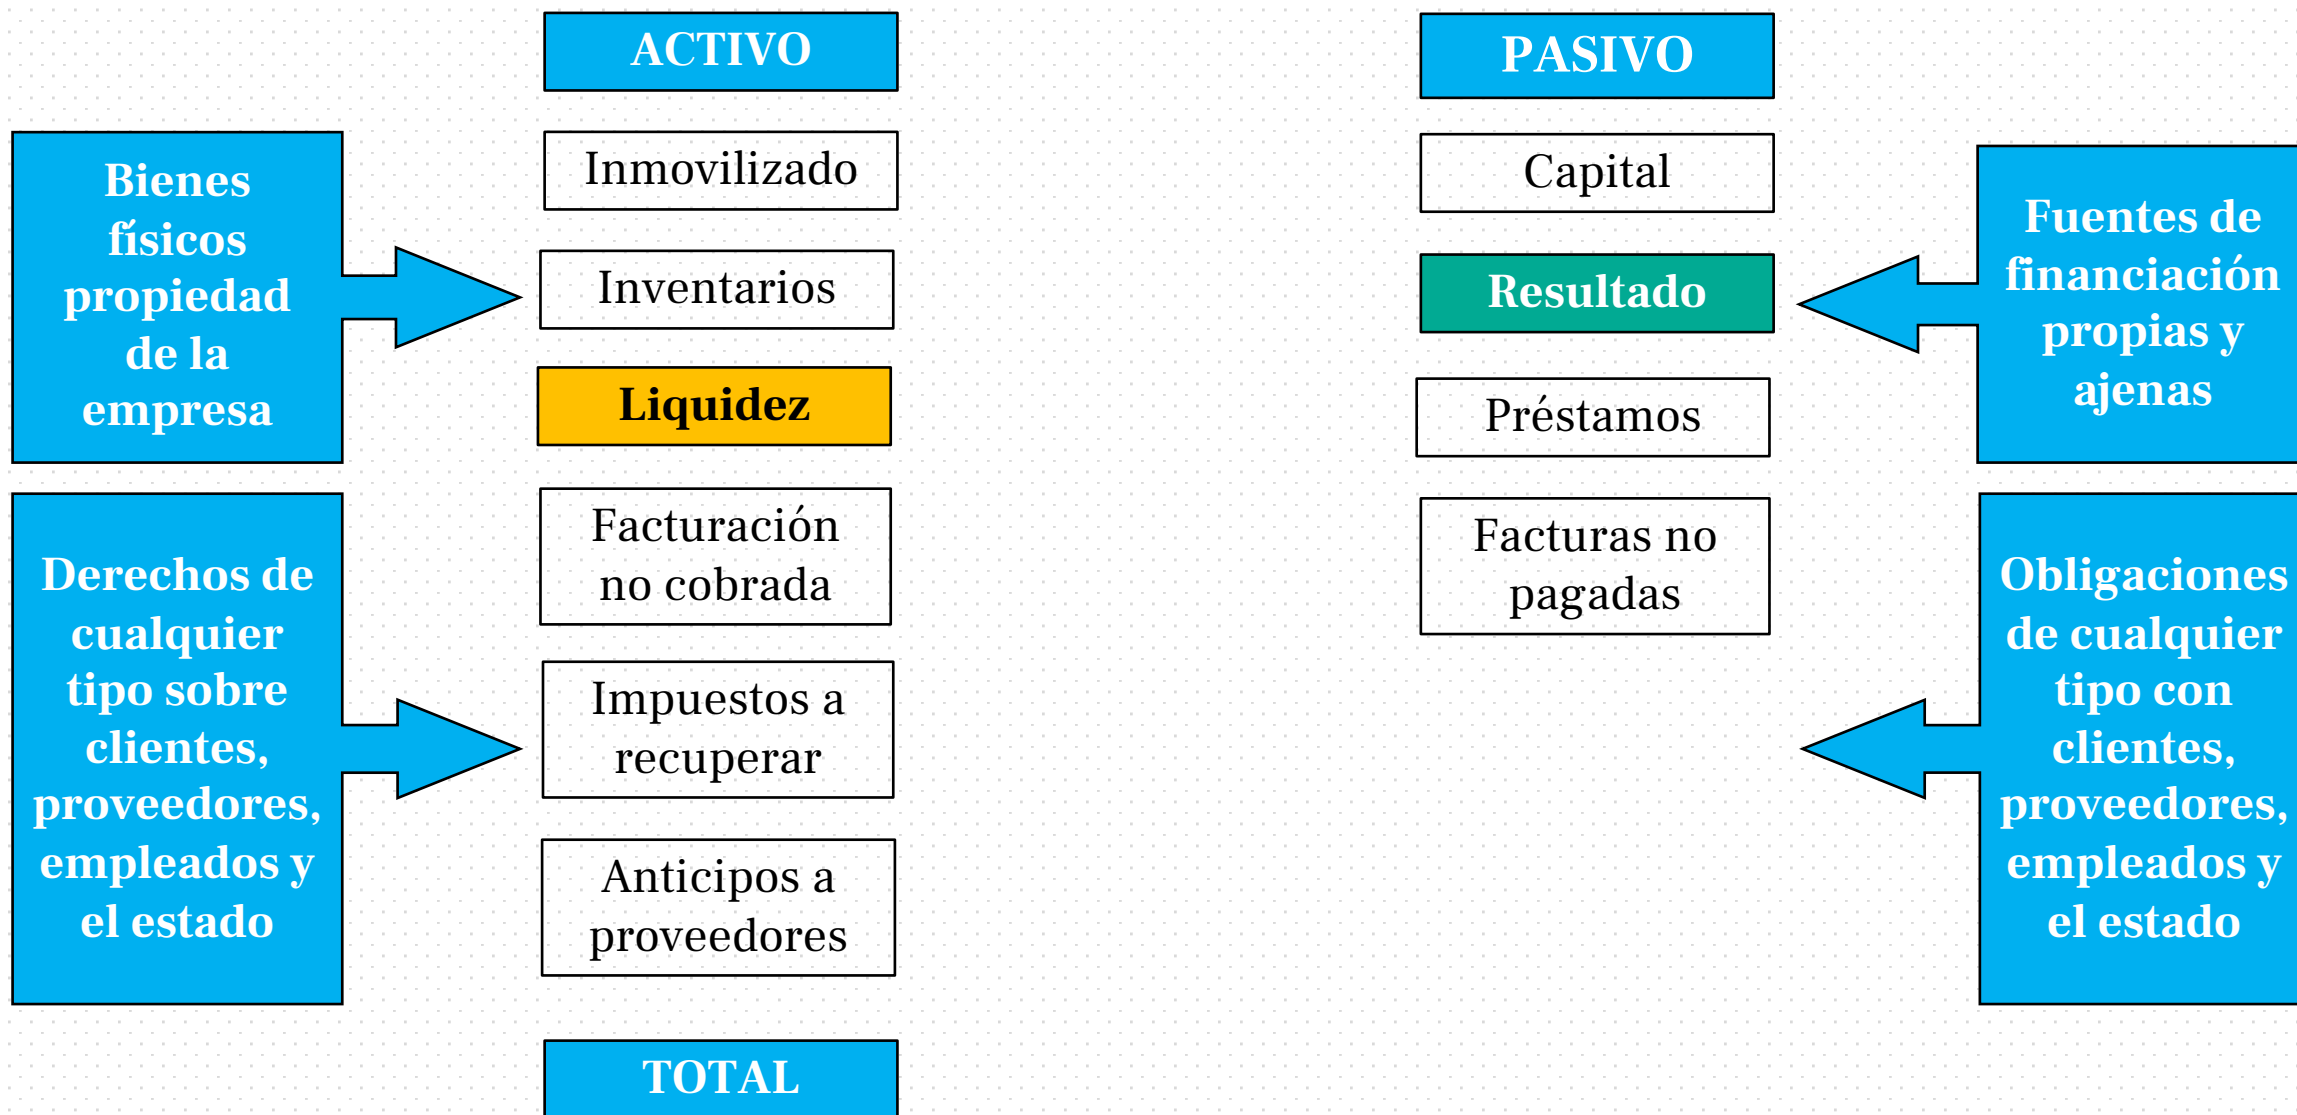 ACTIVO
PASIVO
Bienes
físicos
propiedad
de la
empresa
Inmovilizado
Inventarios
Liquidez
Capital
Resultado
Préstamos
Fuentes de
financiación
propias y
ajenas
Derechos de
cualquier
tipo sobre
clientes,
proveedores,
empleados y
el estado
Facturación
no cobrada
Impuestos a
recuperar
Anticipos a
proveedores
Facturas no
pagadas
Obligaciones
de cualquier
tipo con
clientes,
proveedores,
empleados y
el estado
TOTAL